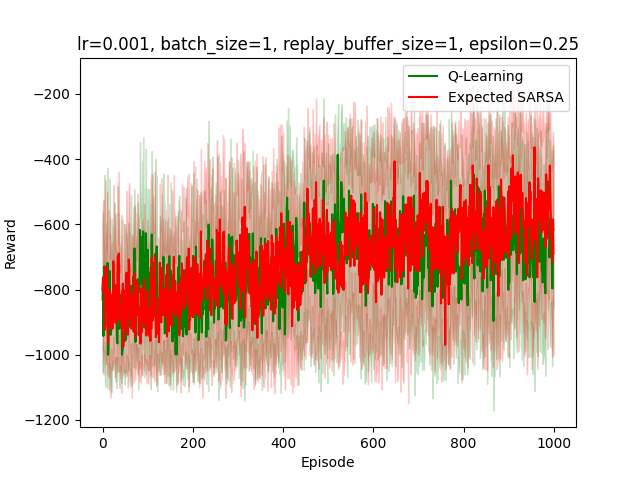 lr=0.001, batch_size=1, replay_buffer_size=1, epsilon=0.25
Q-Learning
Expected SARSA
−200
−400
−600
−800
−1000
−1200
Reward
0
200
400
600
800
1000
Episode